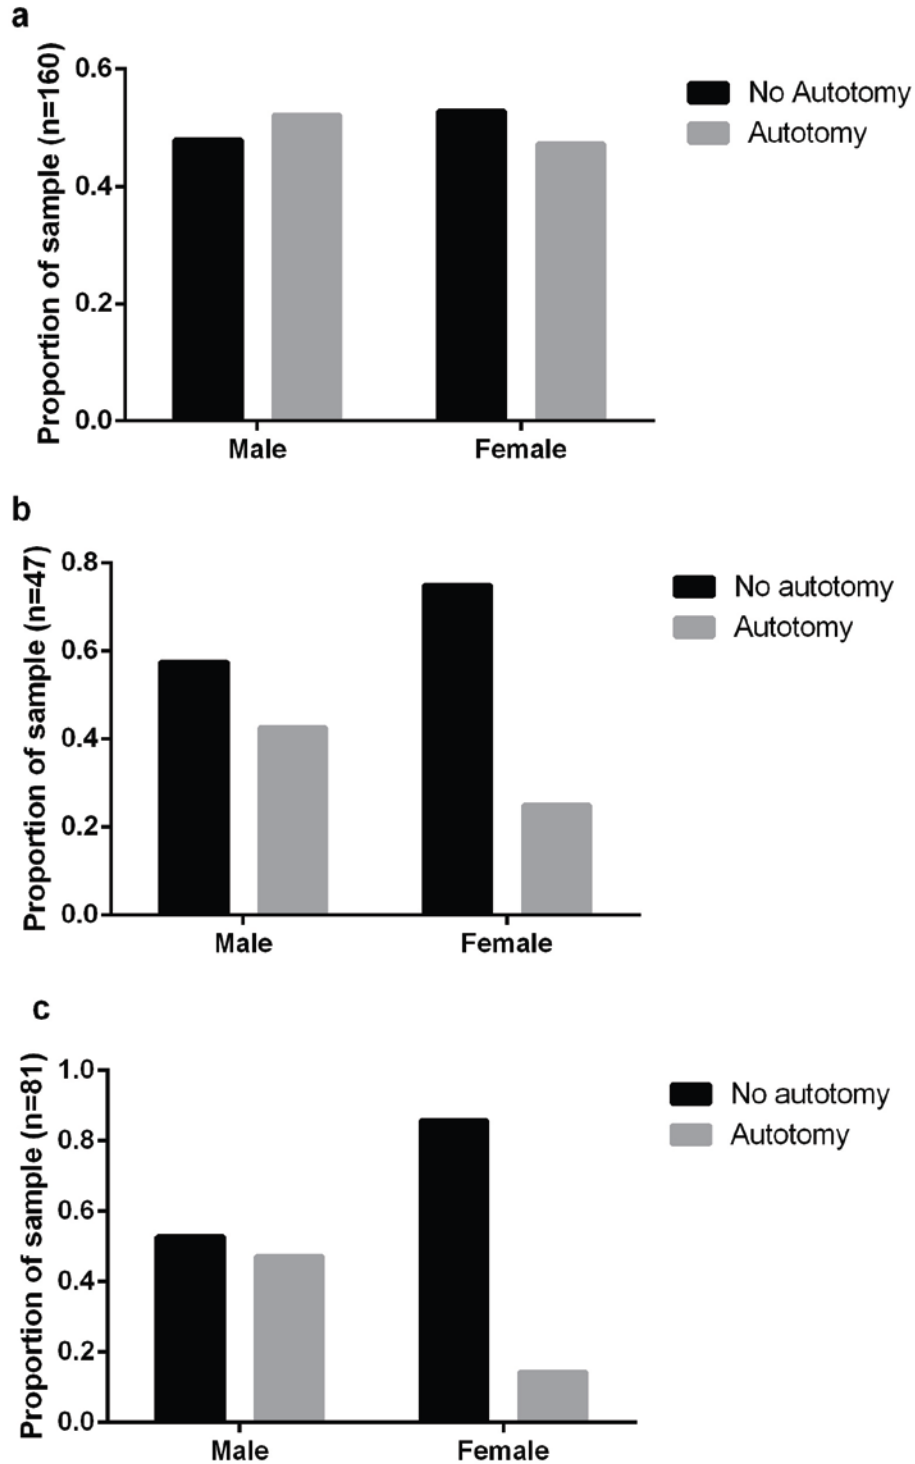 a
Proportion of sample (n=160)
0.6
0.4
0.2
0.0
Male Female
No Autotomy
Autotomy
b
Proportion of sample (n=47)
0.8
0.6
0.4
0.2
0.0
Male Female
No autotomy
Autotomy
c
Proportion of sample (n=81)
1.0
0.8
0.6
0.4
0.2
0.0
Male Female
No autotomy
Autotomy